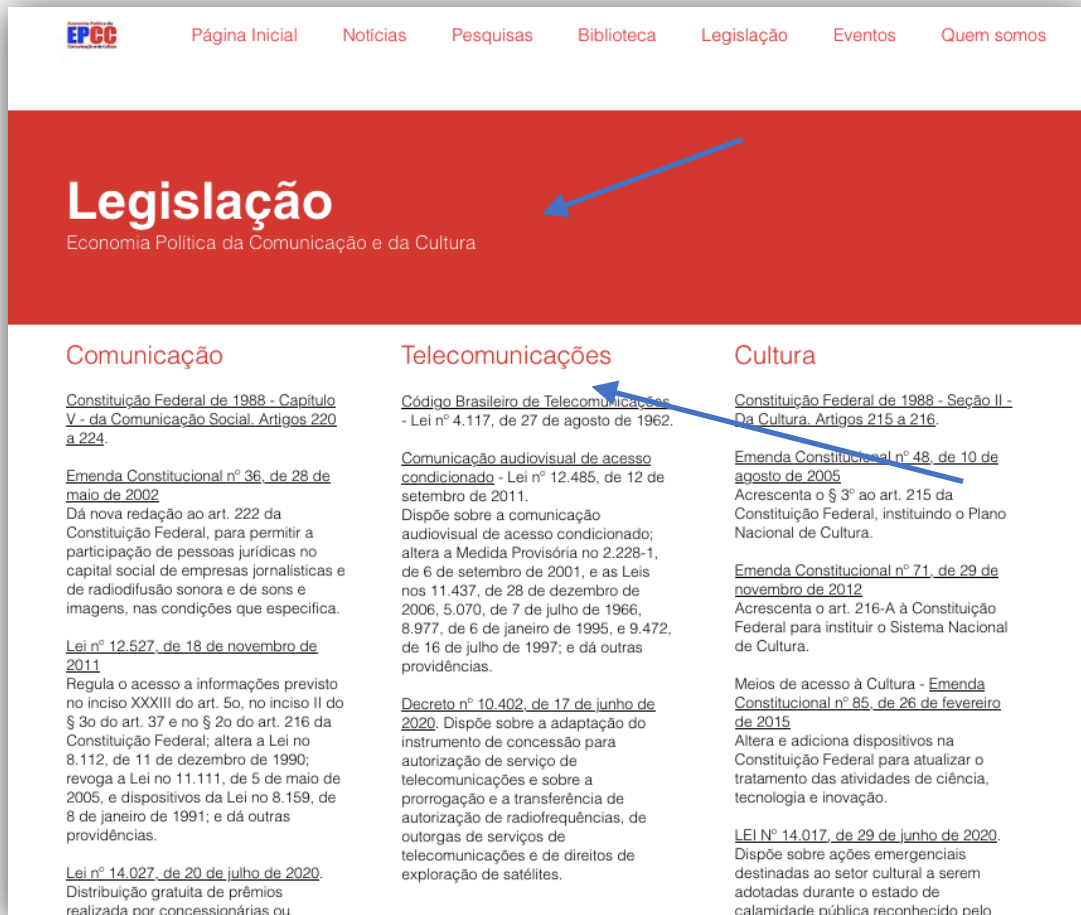 Economia Política da
EPCC
Comunicação e da Cultura
Página Inicial Notícias Pesquisas Biblioteca Legislação Eventos Quem somos
Legislação
Economia Política da Comunicação e da Cultura
Comunicação
Constituição Federal de 1988 - Capítulo
V - da Comunicação Social. Artigos 220
a 224.
Emenda Constitucional nº 36, de 28 de
maio de 2002
Dá nova redação ao art. 222 da
Constituição Federal, para permitir a
participação de pessoas jurídicas no
capital social de empresas jornalísticas e
de radiodifusão sonora e de sons e
imagens, nas condições que especifica.
Lei nº 12.527, de 18 de novembro de
2011
Regula o acesso a informações previsto
no inciso XXXIII do art. 5o, no inciso II do
§ 3o do art. 37 e no § 2o do art. 216 da
Constituição Federal; altera a Lei no
8.112, de 11 de dezembro de 1990;
revoga a Lei no 11.111, de 5 de maio de
2005, e dispositivos da Lei no 8.159, de
8 de janeiro de 1991; e dá outras
providências.
Lei nº 14.027, de 20 de julho de 2020.
Distribuição gratuita de prêmios
realizada por concessionárias ou
Telecomunicações
Código Brasileiro de Telecomunicações
- Lei nº 4.117, de 27 de agosto de 1962.
Comunicação audiovisual de acesso
condicionado - Lei nº 12.485, de 12 de
setembro de 2011.
Dispõe sobre a comunicação
audiovisual de acesso condicionado;
altera a Medida Provisória no 2.228-1,
de 6 de setembro de 2001, e as Leis
nos 11.437, de 28 de dezembro de
2006, 5.070, de 7 de julho de 1966,
8.977, de 6 de janeiro de 1995, e 9.472,
de 16 de julho de 1997; e dá outras
providências.
Decreto nº 10.402, de 17 de junho de
2020. Dispõe sobre a adaptação do
instrumento de concessão para
autorização de serviço de
telecomunicações e sobre a
prorrogação e a transferência de
autorização de radiofrequências, de
outorgas de serviços de
telecomunicações e de direitos de
exploração de satélites.
Cultura
Constituição Federal de 1988 - Seção II -
Da Cultura. Artigos 215 a 216.
Emenda Constitucional nº 48, de 10 de
agosto de 2005
Acrescenta o § 3º ao art. 215 da
Constituição Federal, instituindo o Plano
Nacional de Cultura.
Emenda Constitucional nº 71, de 29 de
novembro de 2012
Acrescenta o art. 216-A à Constituição
Federal para instituir o Sistema Nacional
de Cultura.
Meios de acesso à Cultura - Emenda
Constitucional nº 85, de 26 de fevereiro
de 2015
Altera e adiciona dispositivos na
Constituição Federal para atualizar o
tratamento das atividades de ciência,
tecnologia e inovação.
LEI Nº 14.017, de 29 de junho de 2020.
Dispõe sobre ações emergenciais
destinadas ao setor cultural a serem
adotadas durante o estado de
calamidade pública reconhecido pelo